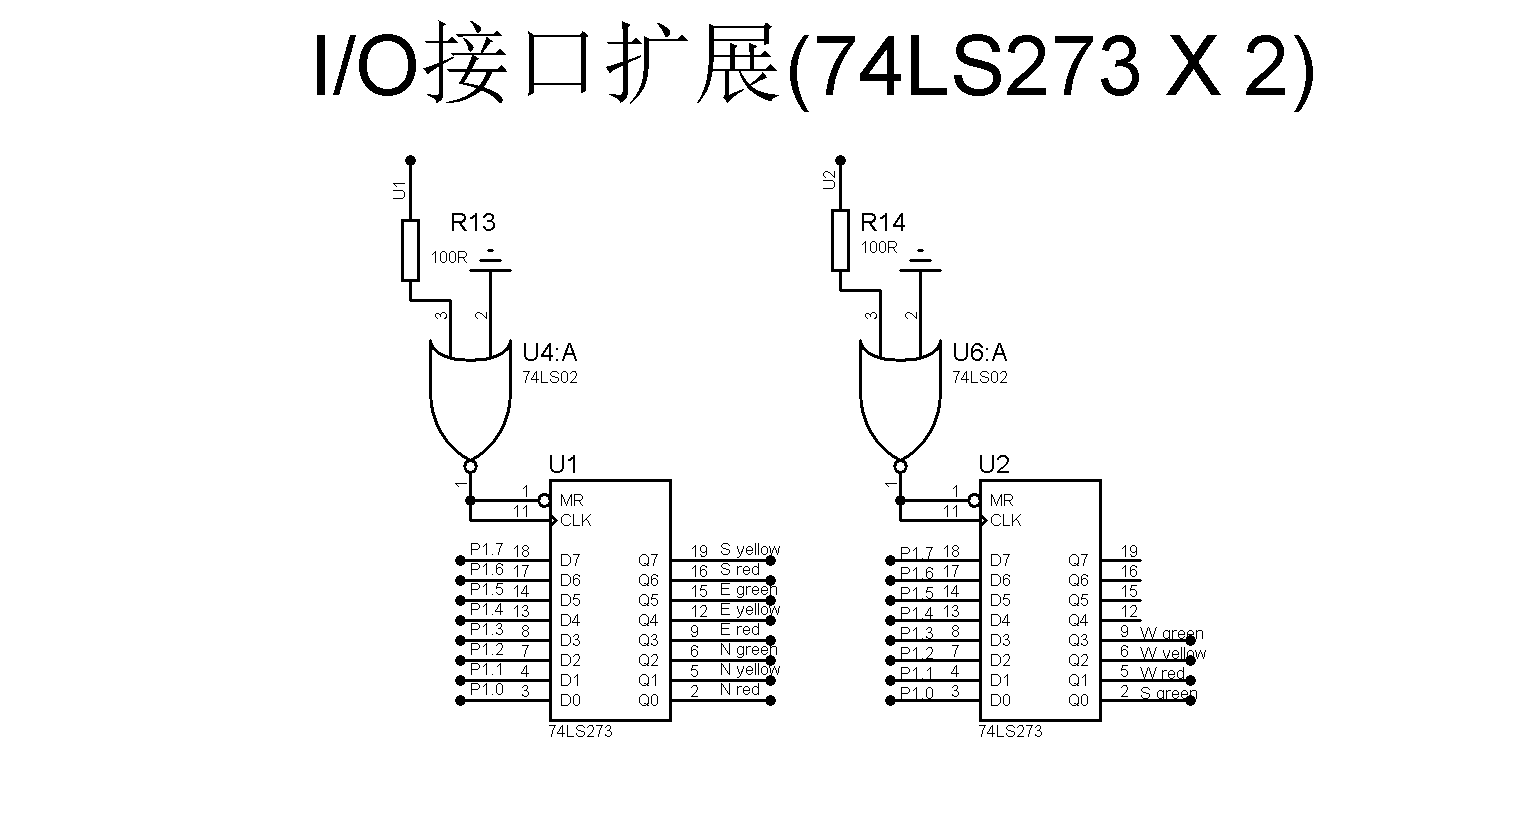 I/O接口扩展(74LS273 X 2)
U1
R13
100R
3
2
U4:A
74LS02
1
U1
1
MR
11
CLK
P1.7 18 D7 Q7 19 S yellow
P1.6 17 D6 Q6 16 S red
P1.5 14 D5 Q5 15 E green
P1.4 13 D4 Q4 12 E yellow
P1.3 8 D3 Q3 9 E red
P1.2 7 D2 Q2 6 N green
P1.1 4 D1 Q1 5 N yellow
P1.0 3 D0 Q0 2 N red
74LS273
U2
R14
100R
3
2
U6:A
74LS02
1
U2
1
MR
11
CLK
P1.7 18 D7 Q7 19
P1.6 17 D6 Q6 16
P1.5 14 D5 Q5 15
P1.4 13 D4 Q4 12
P1.3 8 D3 Q3 9 W green
P1.2 7 D2 Q2 6 W yellow
P1.1 4 D1 Q1 5 W red
P1.0 3 D0 Q0 2 S green
74LS273